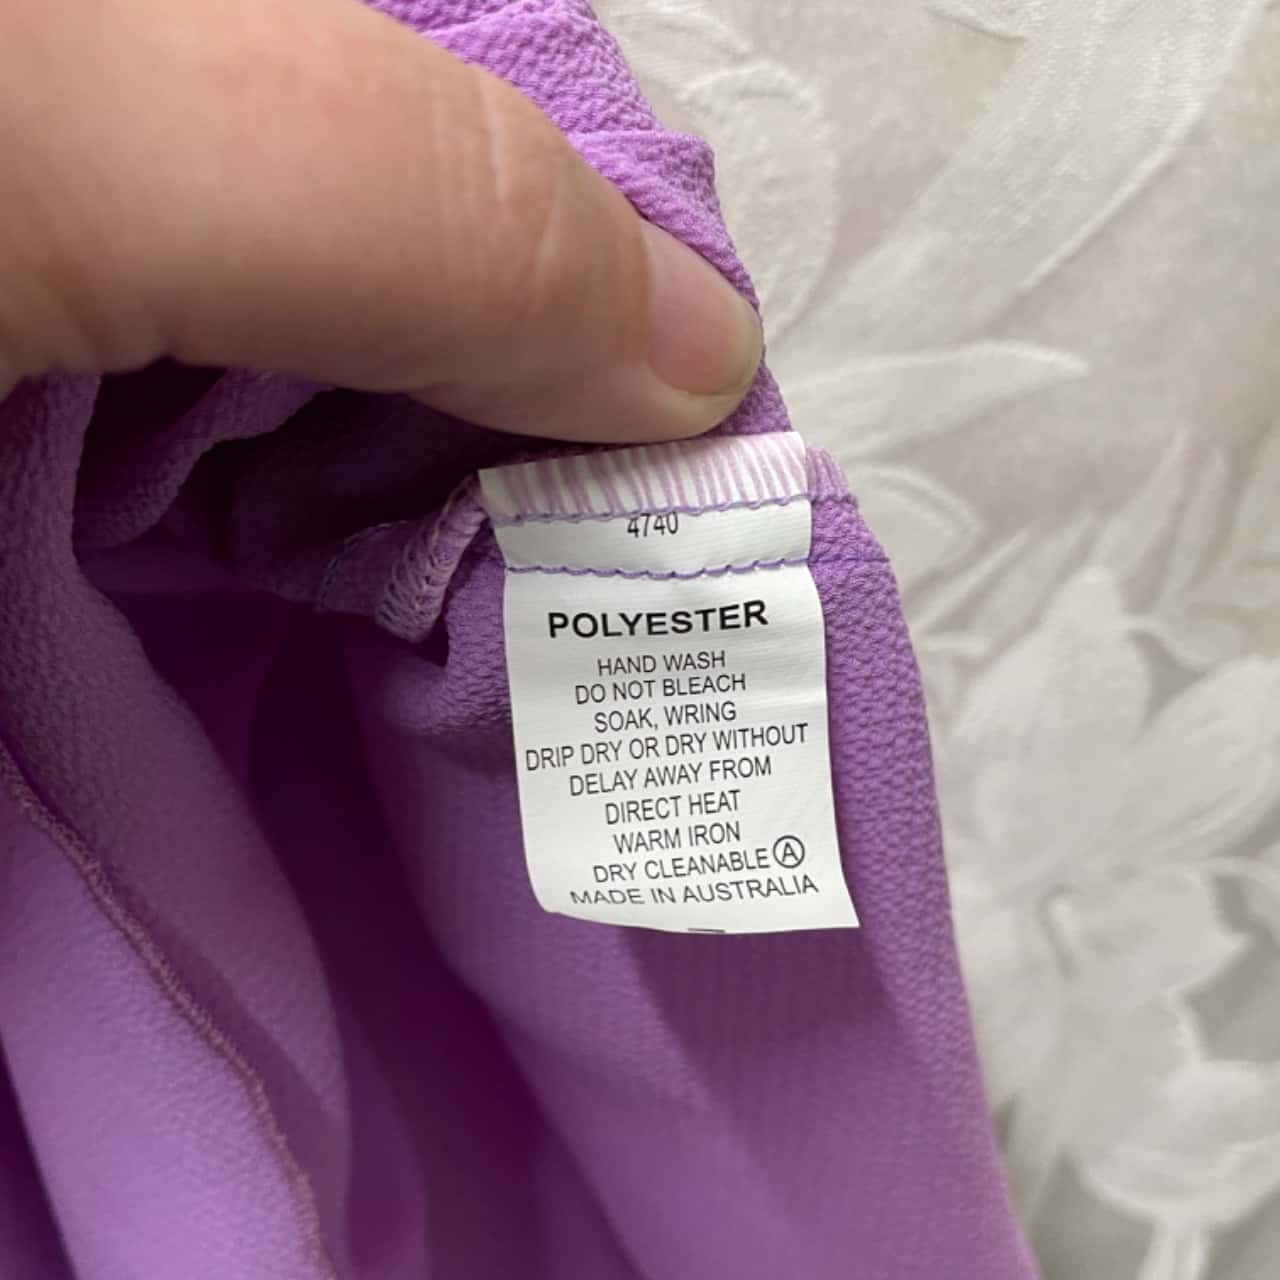 4740
POLYESTER
HAND WASH
DO NOT BLEACH
SOAK, WRING
DRIP DRY OR DRY WITHOUT
DELAY AWAY FROM
DIRECT HEAT
WARM IRON
DRY CLEANABLE Ⓐ
MADE IN AUSTRALIA